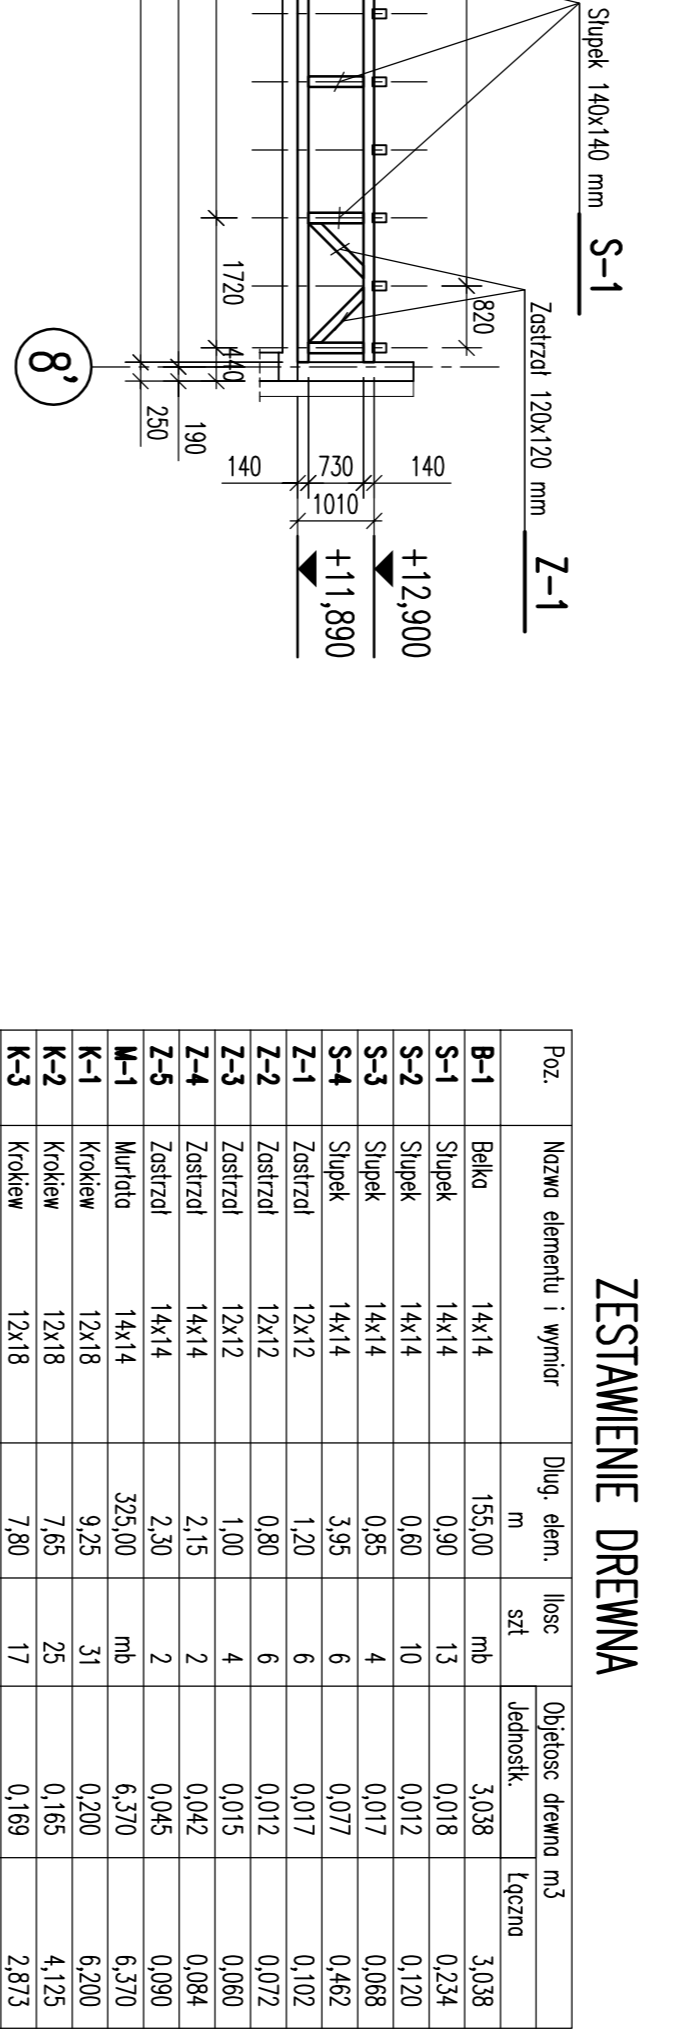 Słupek 140x140 mm
S-1
Zastrzał 120x120 mm
Z-1
820
1720
440
8'
250
190
140
730
140
1010
+12,900
+11,890
ZESTAWIENIE DREWNA
Poz. Nazwa elementu i wymiar Dlug. elem. m Ilosc szt Objetosc drewna m3
Jednostk. Łączna
B-1 Belka 14x14 155,00 mb 3,038 3,038
S-1 Słupek 14x14 0,90 13 0,018 0,234
S-2 Słupek 14x14 0,60 10 0,012 0,120
S-3 Słupek 14x14 0,85 4 0,017 0,068
S-4 Słupek 14x14 3,95 6 0,077 0,462
Z-1 Zastrzał 12x12 1,20 6 0,017 0,102
Z-2 Zastrzał 12x12 0,80 6 0,012 0,072
Z-3 Zastrzał 12x12 1,00 4 0,015 0,060
Z-4 Zastrzał 14x14 2,15 2 0,042 0,084
Z-5 Zastrzał 14x14 2,30 2 0,045 0,090
M-1 Murłata 14x14 325,00 mb 6,370 6,370
K-1 Krokiew 12x18 9,25 31 0,200 6,200
K-2 Krokiew 12x18 7,65 25 0,165 4,125
K-3 Krokiew 12x18 7,80 17 0,169 2,873